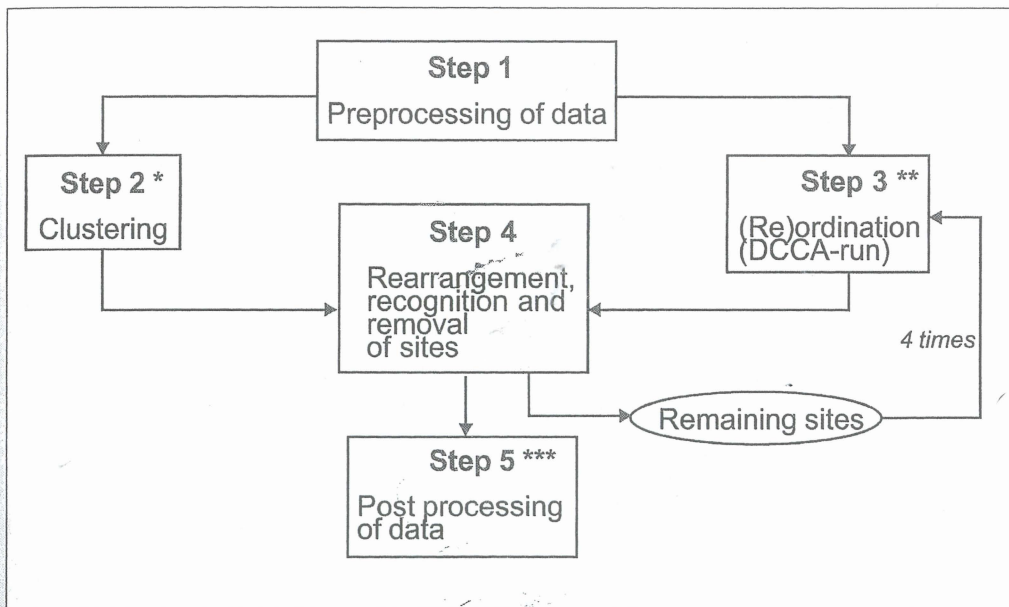 Step 1
Preprocessing of data
Step 2 *
Clustering
Step 3 **
(Re)ordination
(DCCA-run)
Step 4
Rearrangement,
recognition and
removal
of sites
4 times
Remaining sites
Step 5 ***
Post processing
of data